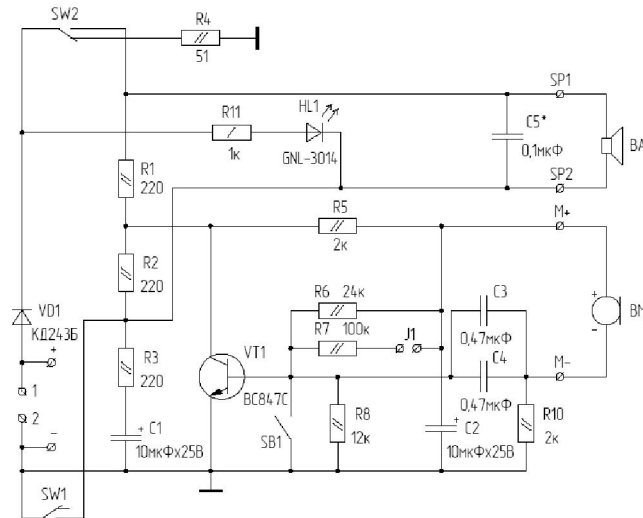 SW2
R4
51
SP1
R11
HL1
C5*
0,1мкФ
BA
1к
GNL-3014
SP2
R1
220
R5
2к
M+
R2
220
R6 24к
C3
VD1
КД243Б
R7 100к
J1
0,47мкФ
BM
+
-
+
R3
220
VT1
C4
M-
1
BC847C
0,47мкФ
2
R8
12к
R10
2к
C1
+
SB1
+
C2
-
10мкФх25В
10мкФх25В
SW1